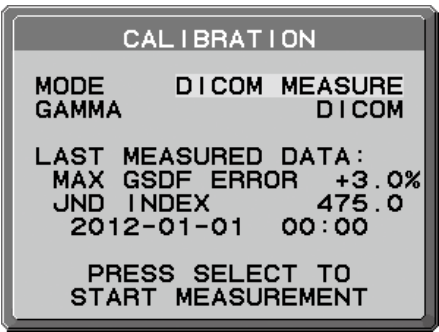 CALIBRATION
MODE DICOM MEASURE
GAMMA DICOM
LAST MEASURED DATA:
MAX GSDF ERROR +3.0%
JND INDEX 475.0
2012-01-01 00:00
PRESS SELECT TO
START MEASUREMENT